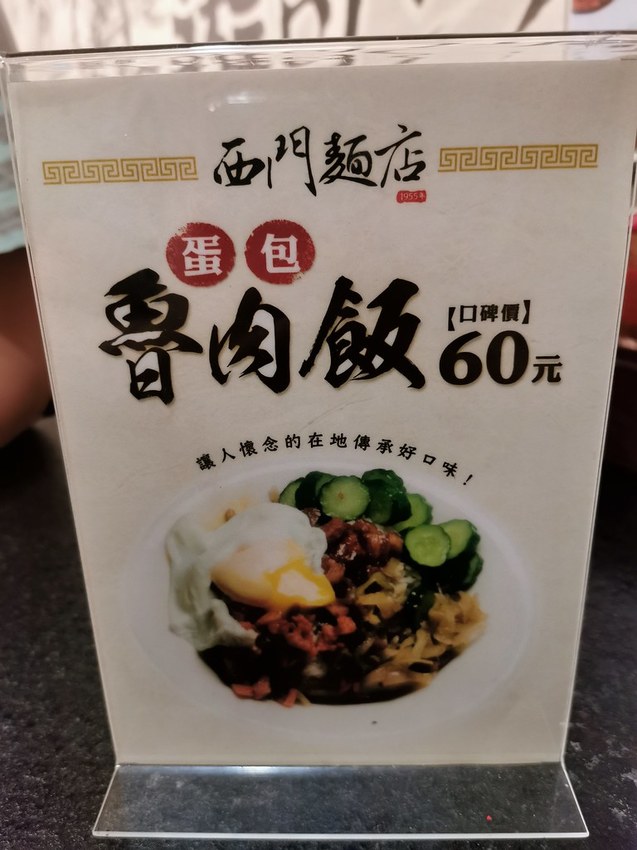 西門麵店
1955年
蛋包
魯肉飯
【口碑價】
60元
讓人懷念的在地傳承好口味！